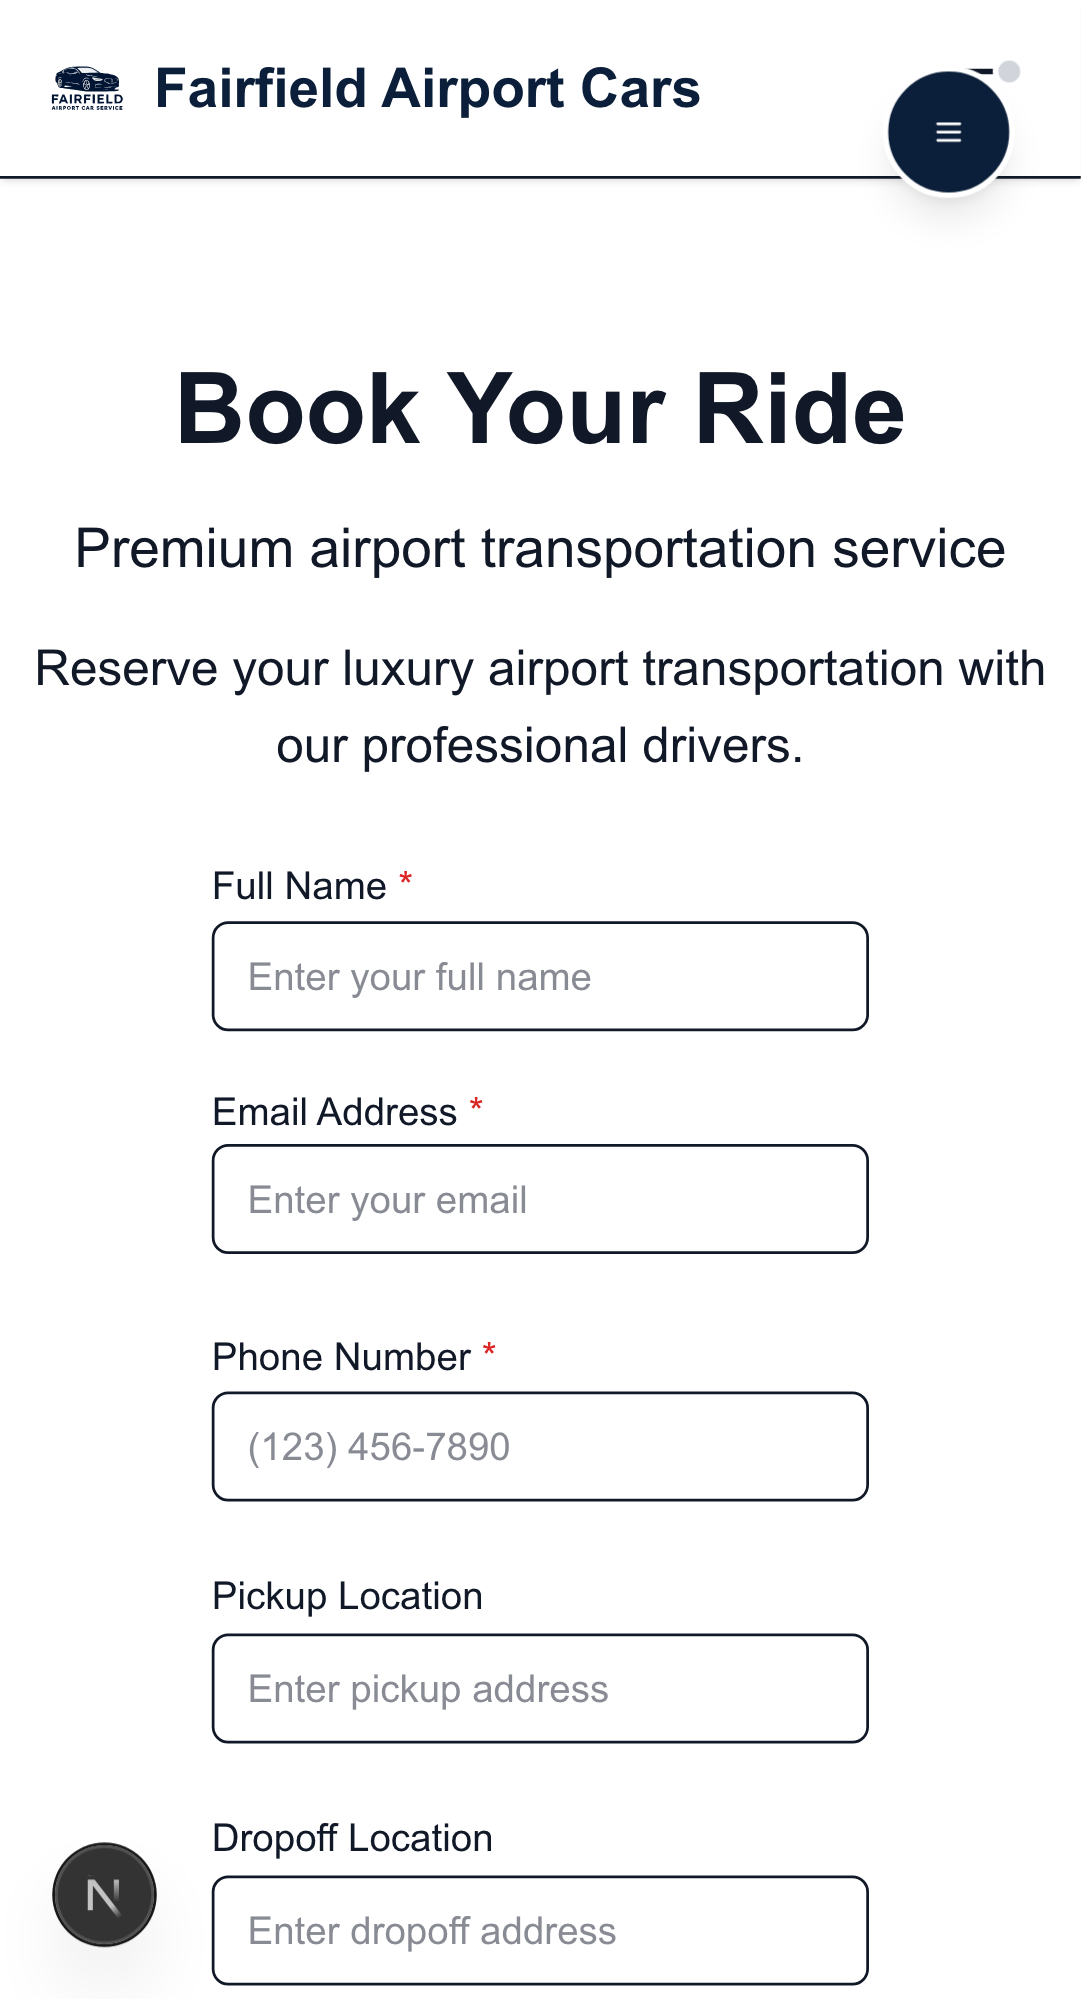 FAIRFIELD
AIRPORT CAR SERVICE
Fairfield Airport Cars
Book Your Ride
Premium airport transportation service
Reserve your luxury airport transportation with
our professional drivers.
Full Name *
Enter your full name
Email Address *
Enter your email
Phone Number *
(123) 456-7890
Pickup Location
Enter pickup address
Dropoff Location
N
Enter dropoff address